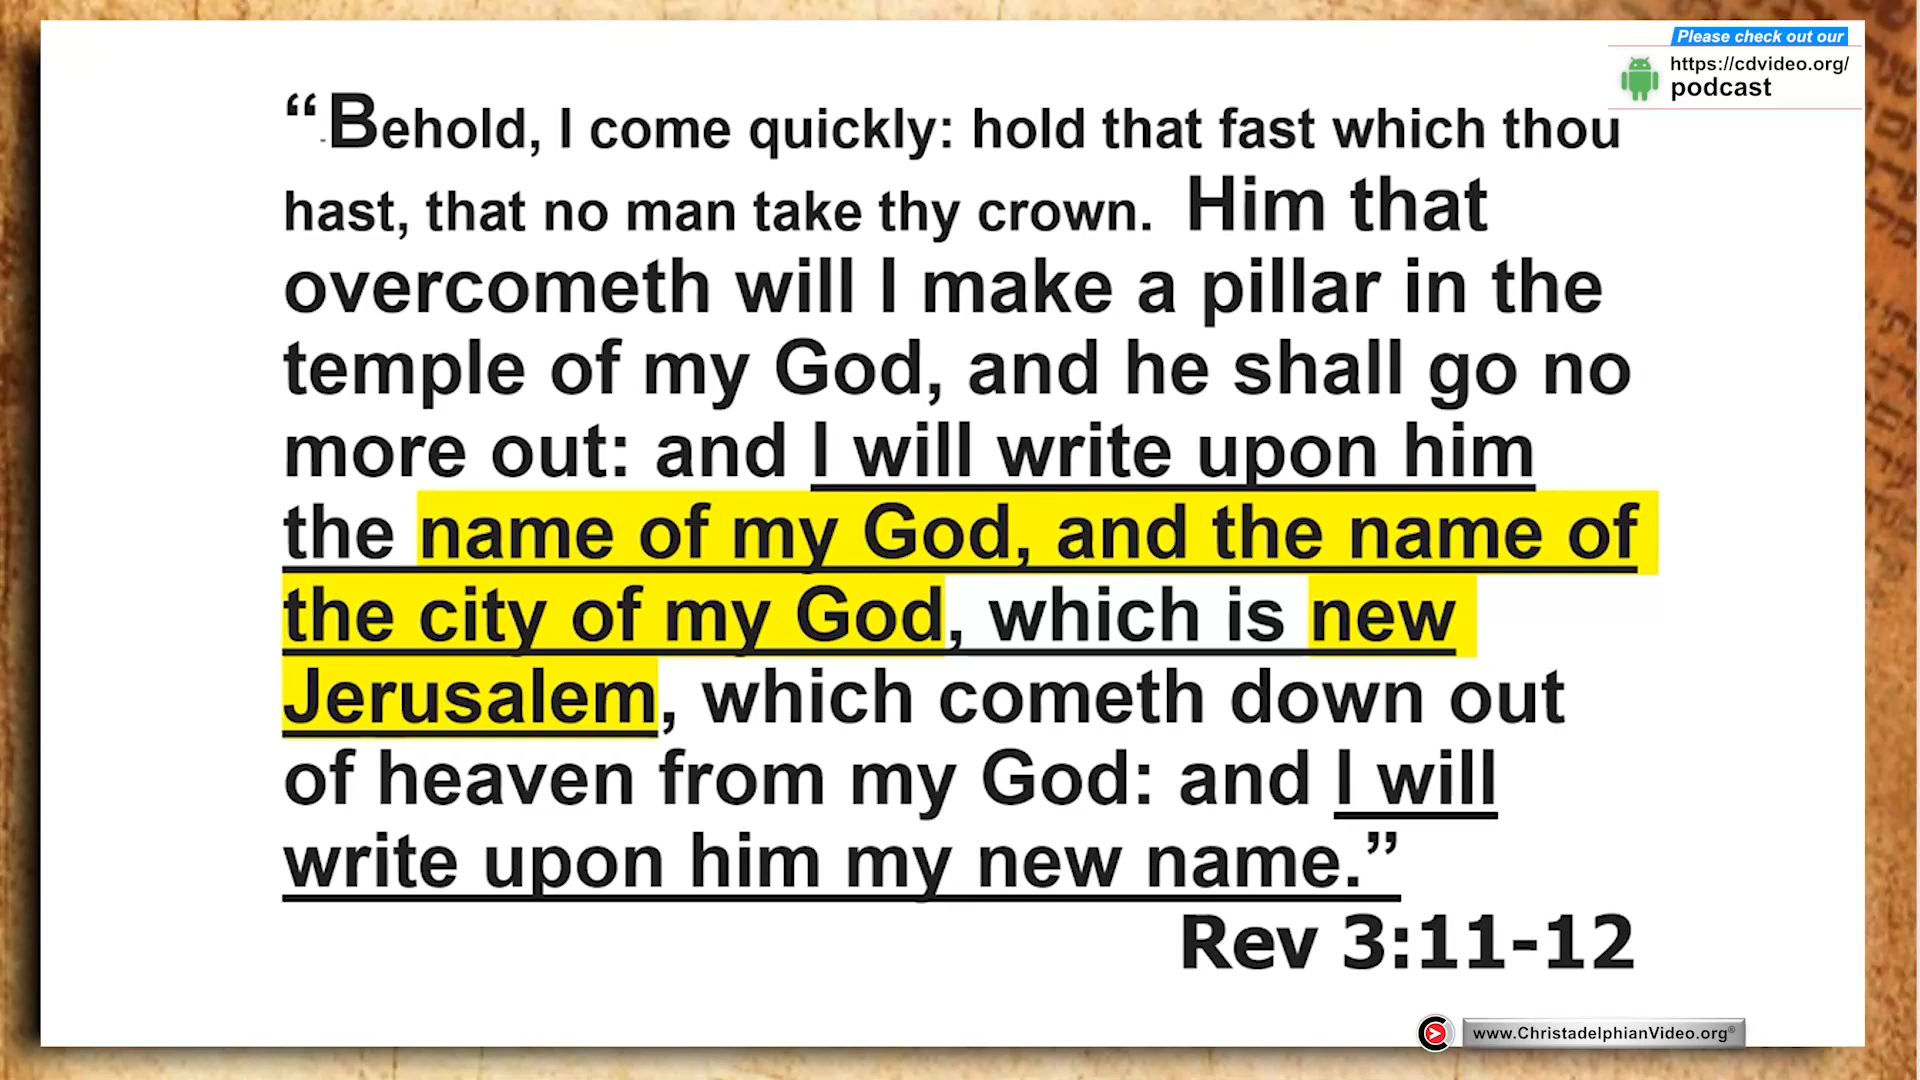 Please check out our
https://cdvideo.org/
podcast
“Behold, I come quickly: hold that fast which thou
hast, that no man take thy crown. Him that
overcometh will I make a pillar in the
temple of my God, and he shall go no
more out: and I will write upon him
the name of my God, and the name of
the city of my God, which is new
Jerusalem, which cometh down out
of heaven from my God: and I will
write upon him my new name.”
Rev 3:11-12
www.ChristadelphianVideo.org®